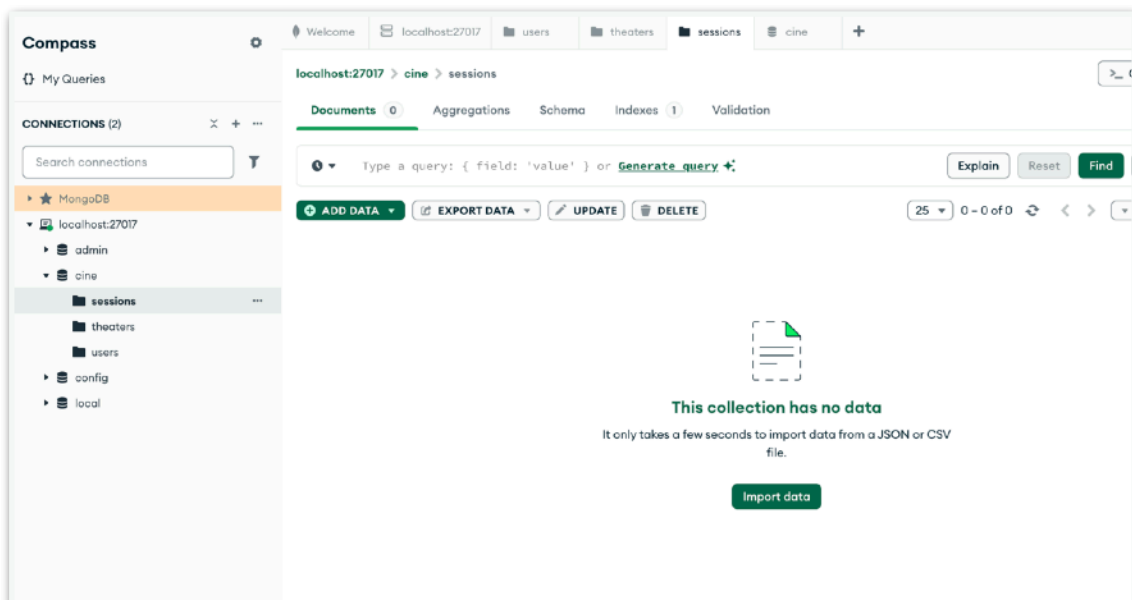 Compass
My Queries
CONNECTIONS (2)
Search connections
MongoDB
localhost:27017
admin
cine
sessions
theaters
users
config
local
Welcome
localhost:27017
users
theaters
sessions
cine
localhost:27017 > cine > sessions
>_
Documents 0
Aggregations
Schema
Indexes 1
Validation
Type a query: { field: 'value' } or Generate query
Explain
Reset
Find
ADD DATA
EXPORT DATA
UPDATE
DELETE
25
0 – 0 of 0
This collection has no data
It only takes a few seconds to import data from a JSON or CSV
file.
Import data